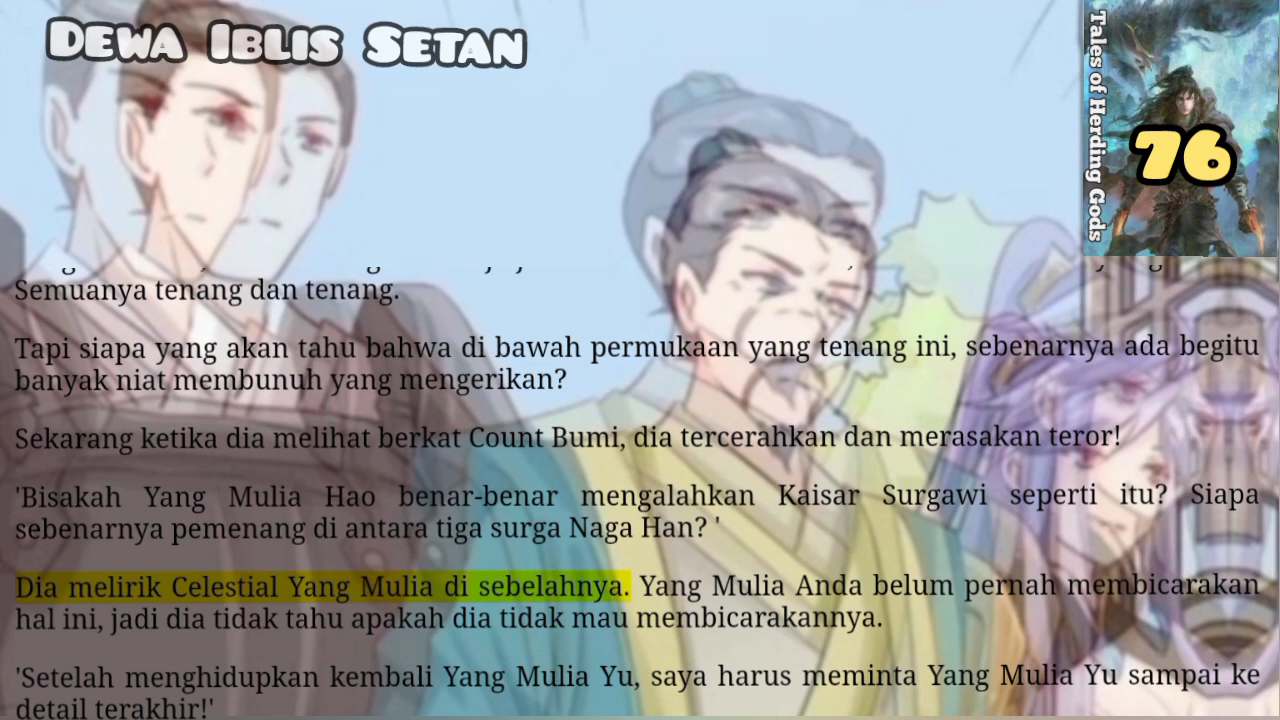 Dewa Iblis Setan
Tales of Herding Gods
76
Semuanya tenang dan tenang.
Tapi siapa yang akan tahu bahwa di bawah permukaan yang tenang ini, sebenarnya ada begitu
banyak niat membunuh yang mengerikan?
Sekarang ketika dia melihat berkat Count Bumi, dia tercerahkan dan merasakan teror!
'Bisakah Yang Mulia Hao benar-benar mengalahkan Kaisar Surgawi seperti itu? Siapa
sebenarnya pemenang di antara tiga surga Naga Han? '
Dia melirik Celestial Yang Mulia di sebelahnya. Yang Mulia Anda belum pernah membicarakan
hal ini, jadi dia tidak tahu apakah dia tidak mau membicarakannya.
'Setelah menghidupkan kembali Yang Mulia Yu, saya harus meminta Yang Mulia Yu sampai ke
detail terakhir!'